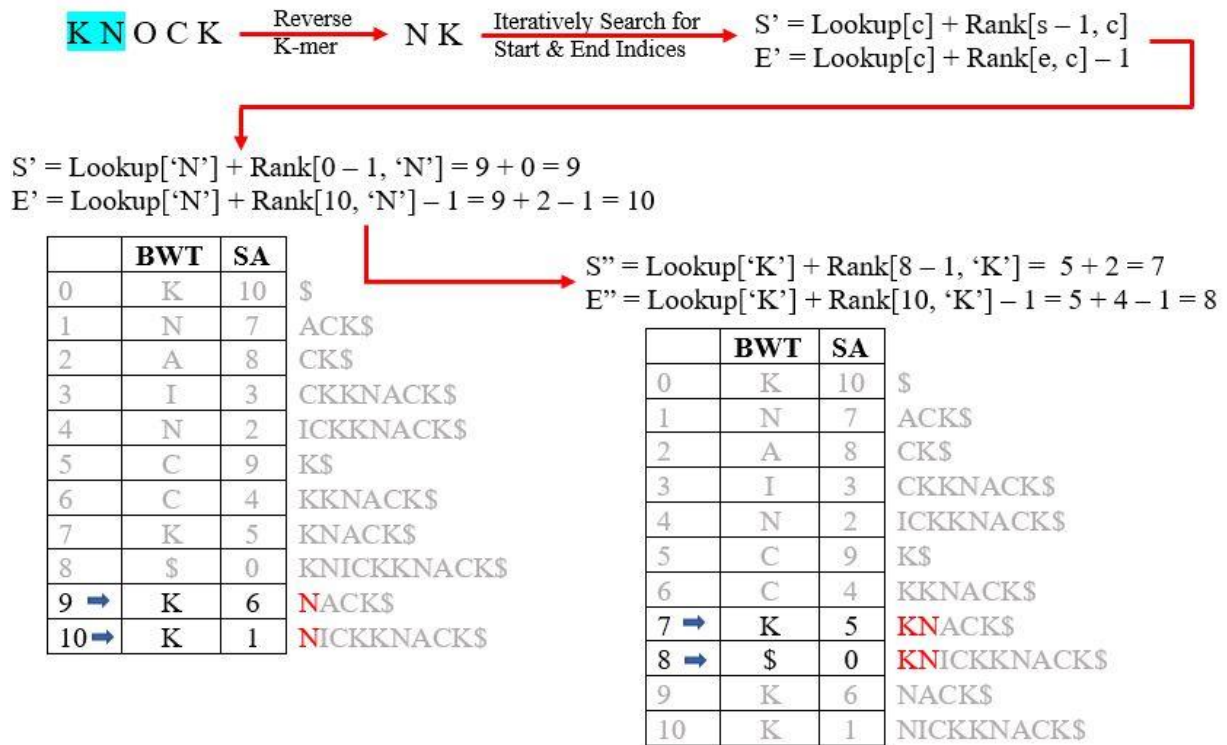 K N O C K
Reverse
K-mer
N K
Iteratively Search for
Start & End Indices
S’ = Lookup[c] + Rank[s – 1, c]
E’ = Lookup[c] + Rank[e, c] – 1
S’ = Lookup[‘N’] + Rank[0 – 1, ‘N’] = 9 + 0 = 9
E’ = Lookup[‘N’] + Rank[10, ‘N’] – 1 = 9 + 2 – 1 = 10
BWT SA
0 K 10 $
1 N 7 ACK$
2 A 8 CK$
3 I 3 CKKNACK$
4 N 2 ICKKNACK$
5 C 9 K$
6 C 4 KKNACK$
7 K 5 KNACK$
8 $ 0 KNICKKNACK$
9 K 6 NACK$
10 K 1 NICKKNACK$
S” = Lookup[‘K’] + Rank[8 – 1, ‘K’] = 5 + 2 = 7
E” = Lookup[‘K’] + Rank[10, ‘K’] – 1 = 5 + 4 – 1 = 8
BWT SA
0 K 10 $
1 N 7 ACK$
2 A 8 CK$
3 I 3 CKKNACK$
4 N 2 ICKKNACK$
5 C 9 K$
6 C 4 KKNACK$
7 K 5 KNACK$
8 $ 0 KNICKKNACK$
9 K 6 NACK$
10 K 1 NICKKNACK$